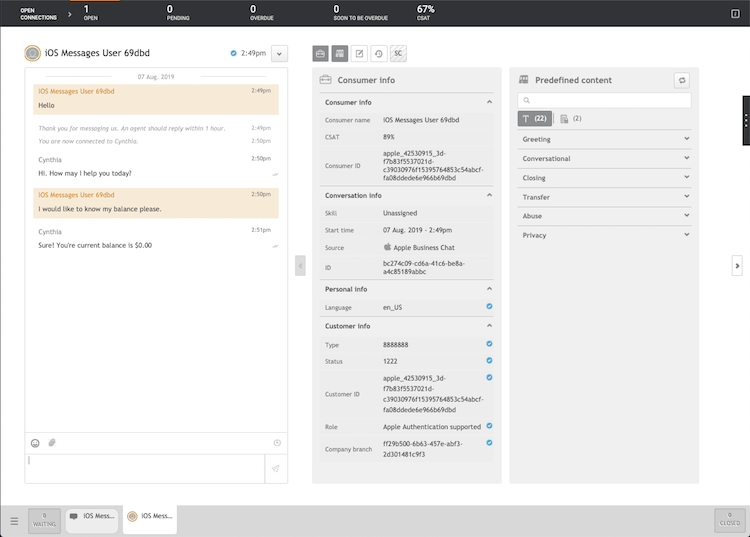 OPEN CONNECTIONS
1 OPEN
0 PENDING
0 OVERDUE
0 SOON TO BE OVERDUE
67% CSAT
iOS Messages User 69dbd
2:49pm
07 Aug. 2019
iOS Messages User 69dbd 2:49pm
Hello
Thank you for messaging us. An agent should reply within 1 hour. 2:49pm
You are now connected to Cynthia. 2:50pm
Cynthia 2:50pm
Hi. How may I help you today?
iOS Messages User 69dbd 2:50pm
I would like to know my balance please.
Cynthia 2:51pm
Sure! You're current balance is $0.00
SC
Consumer info
Consumer info
Consumer name iOS Messages User 69dbd
CSAT 89%
Consumer ID apple_42530915_3d-
f7b83f5537021d-
c39030976f15395764853c54abcf-
fa08ddede6e966b69dbd
Conversation info
Skill Unassigned
Start time 07 Aug. 2019 - 2:49pm
Source Apple Business Chat
ID bc274c09-cd6a-41c6-be8a-
a4c85189abbc
Personal info
Language en_US
Customer info
Type 8888888
Status 1222
Customer ID apple_42530915_3d-
f7b83f5537021d-
c39030976f15395764853c54abcf-
fa08ddede6e966b69dbd
Role Apple Authentication supported
Company branch ff29b500-6b63-457e-abf3-
2d301481c9f3
Predefined content
T (22)
(2)
Greeting
Conversational
Closing
Transfer
Abuse
Privacy
0 WAITING
iOS Mess...
iOS Mess...
0 CLOSED